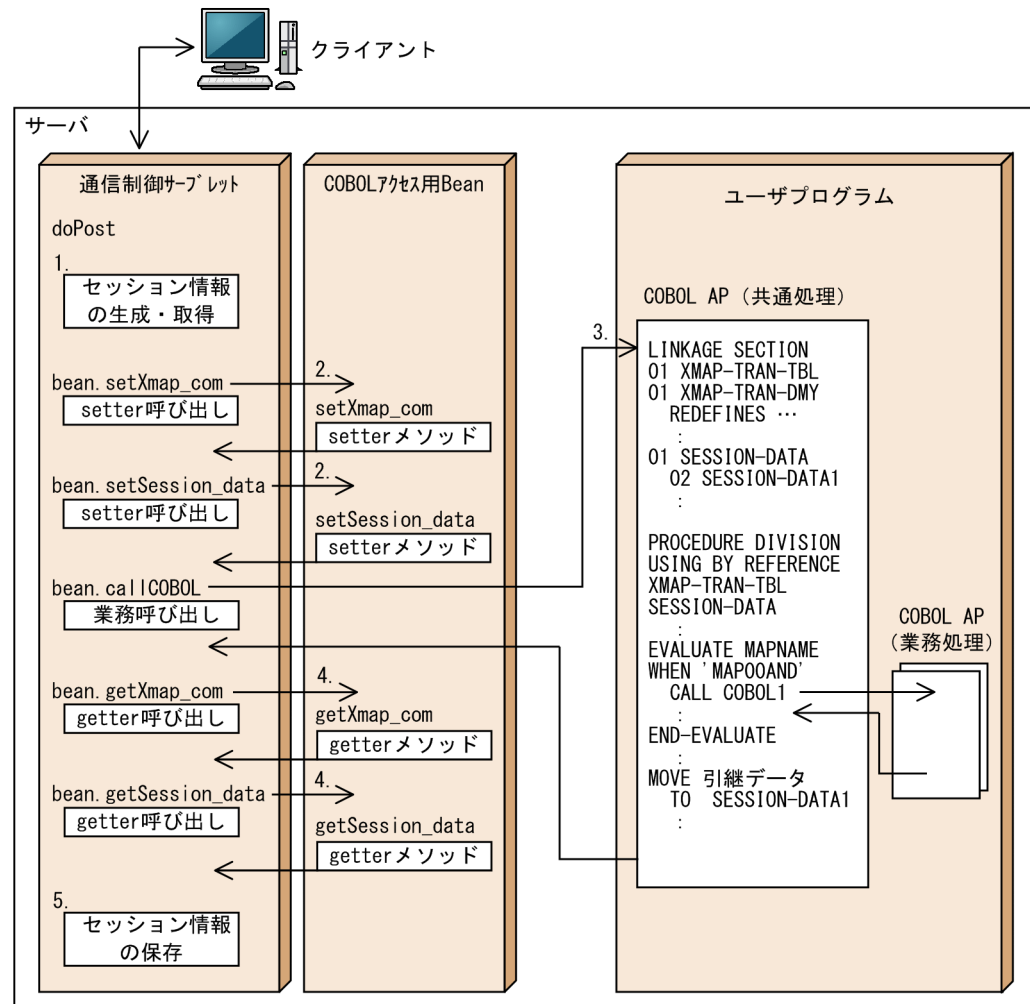 クライアント
サーバ
通信制御ｻｰﾌﾞﾚｯﾄ
doPost
1.
セッション情報
の生成・取得
bean.setXmap_com
setter呼び出し
bean.setSession_data
setter呼び出し
bean.callCOBOL
業務呼び出し
bean.getXmap_com
getter呼び出し
bean.getSession_data
getter呼び出し
5.
セッション情報
の保存
COBOLｱｸｾｽ用Bean
2.
setXmap_com
setterメソッド
2.
setSession_data
setterメソッド
4.
getXmap_com
getterメソッド
4.
getSession_data
getterメソッド
ユーザプログラム
COBOL AP（共通処理）
3.
LINKAGE SECTION
01 XMAP-TRAN-TBL
01 XMAP-TRAN-DMY
REDEFINES …
:
01 SESSION-DATA
02 SESSION-DATA1
:
PROCEDURE DIVISION
USING BY REFERENCE
XMAP-TRAN-TBL
SESSION-DATA
:
EVALUATE MAPNAME
WHEN 'MAPOOAND'
CALL COBOL1
:
END-EVALUATE
:
MOVE 引継データ
TO SESSION-DATA1
:
COBOL AP
（業務処理）